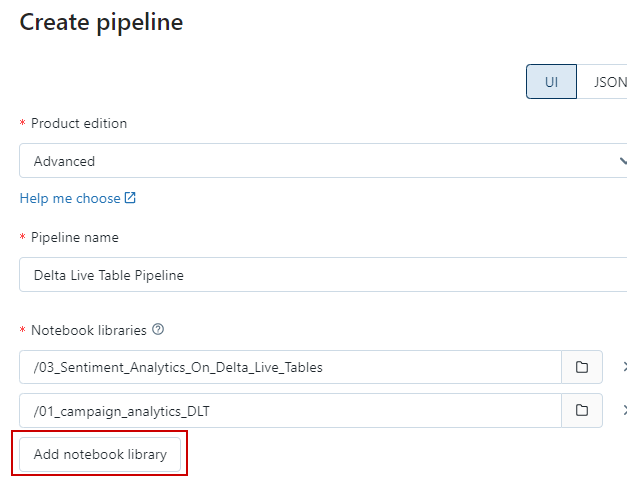 Create pipeline
UI JSON
* Product edition
Advanced
Help me choose
* Pipeline name
Delta Live Table Pipeline
* Notebook libraries
/03_Sentiment_Analytics_On_Delta_Live_Tables
/01_campaign_analytics_DLT
Add notebook library